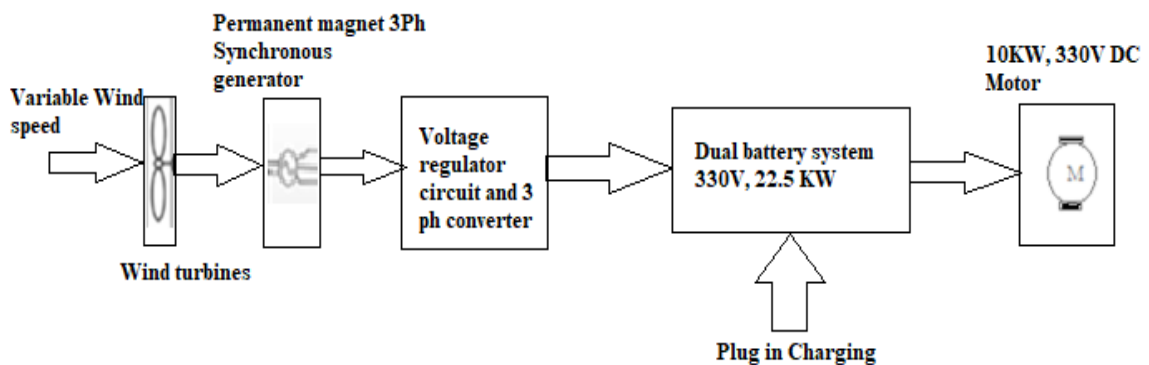 Permanent magnet 3Ph
Synchronous
generator
10KW, 330V DC
Motor
Variable Wind
speed
Voltage
regulator
circuit and 3
ph converter
Dual battery system
330V, 22.5 KW
M
Wind turbines
Plug in Charging